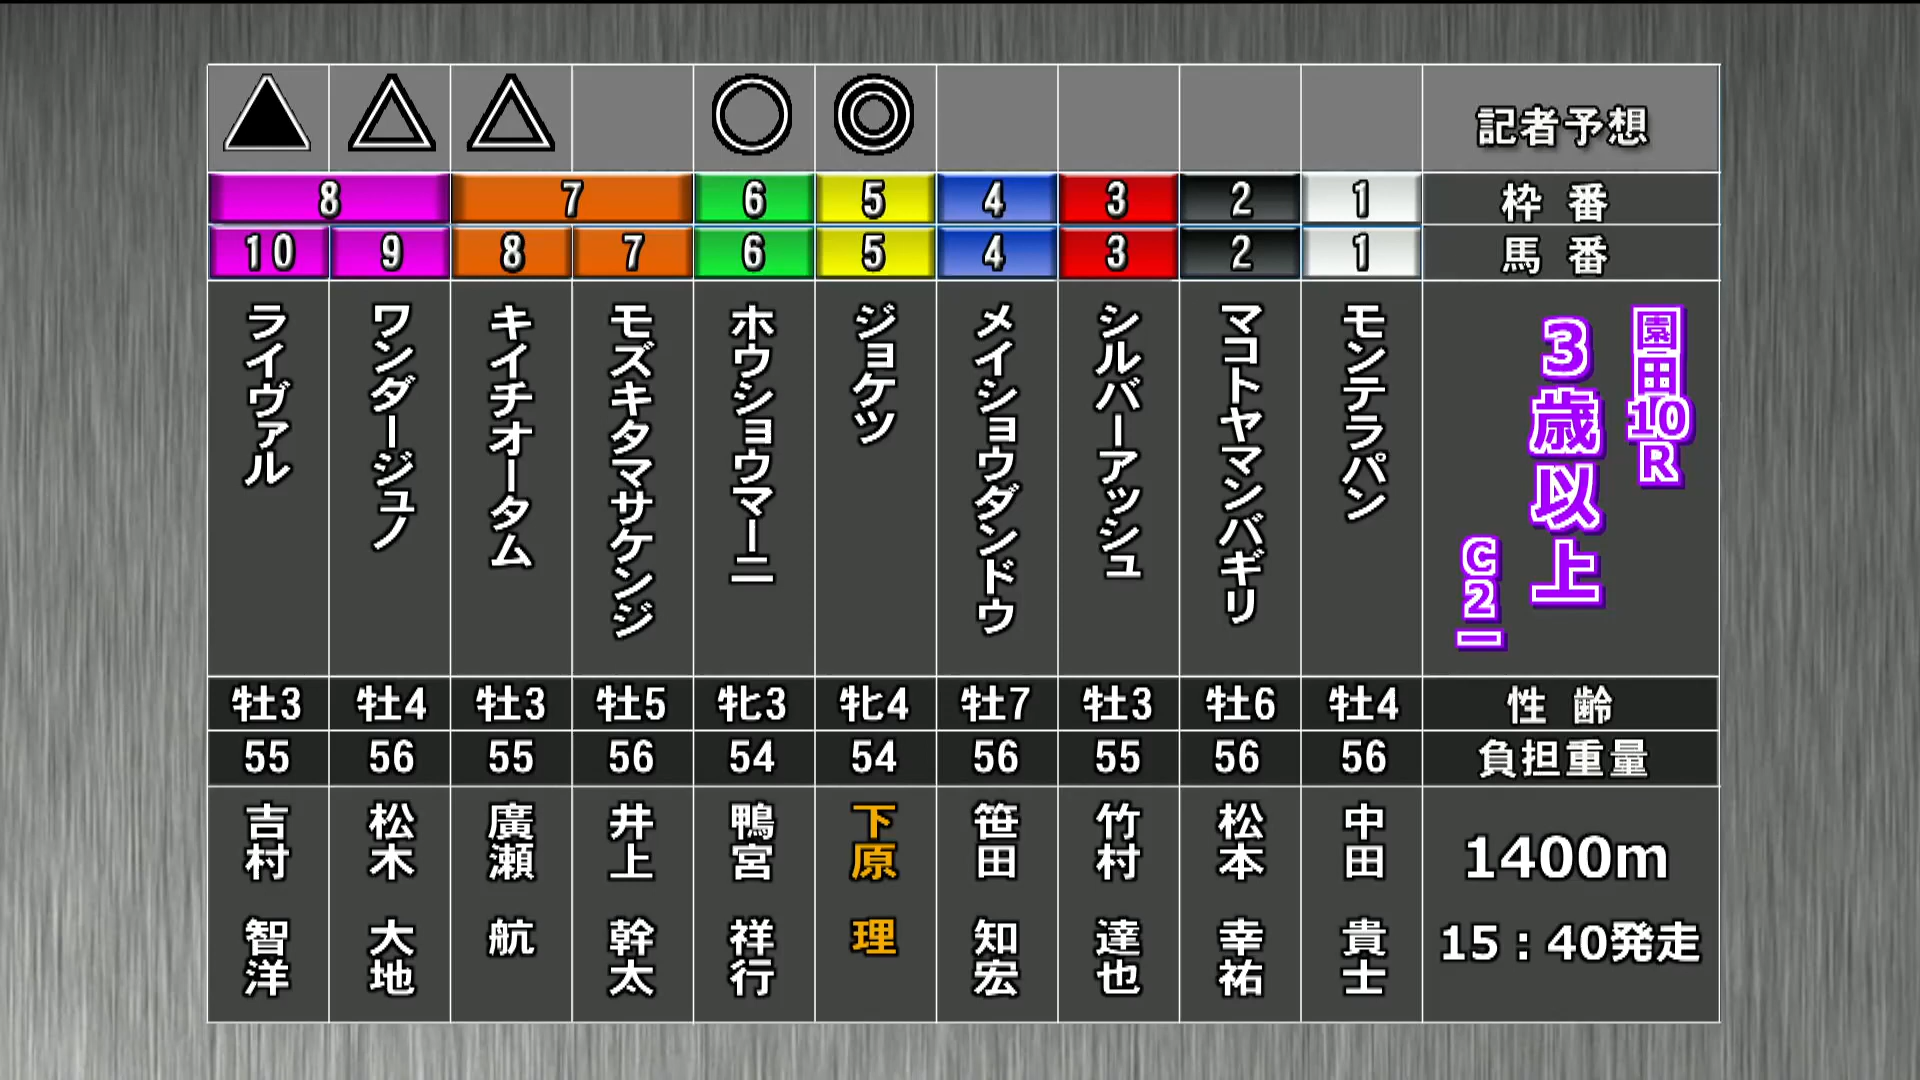 記者予想
枠番
8 7 6 5 4 3 2 1
馬番
10 9 8 7 6 5 4 3 2 1
園田10R
3歳以上
C2一
モンテラパン
マコトヤマンバギリ
シルバーアッシュ
メイショウダンドウ
ジョケツ
ホウショウマーニ
モズキタマサケンジ
キイチオータム
ワンダージュノ
ライヴァル
性齢
牡3 牡4 牡3 牡5 牝3 牝4 牡7 牡3 牡6 牡4
負担重量
55 56 55 56 54 54 56 55 56 56
1400m
15：40発走
中田 貴士
松本 幸祐
竹村 達也
笹田 知宏
下原 理
鴨宮 祥行
井上 幹太
廣瀬 航
松木 大地
吉村 智洋